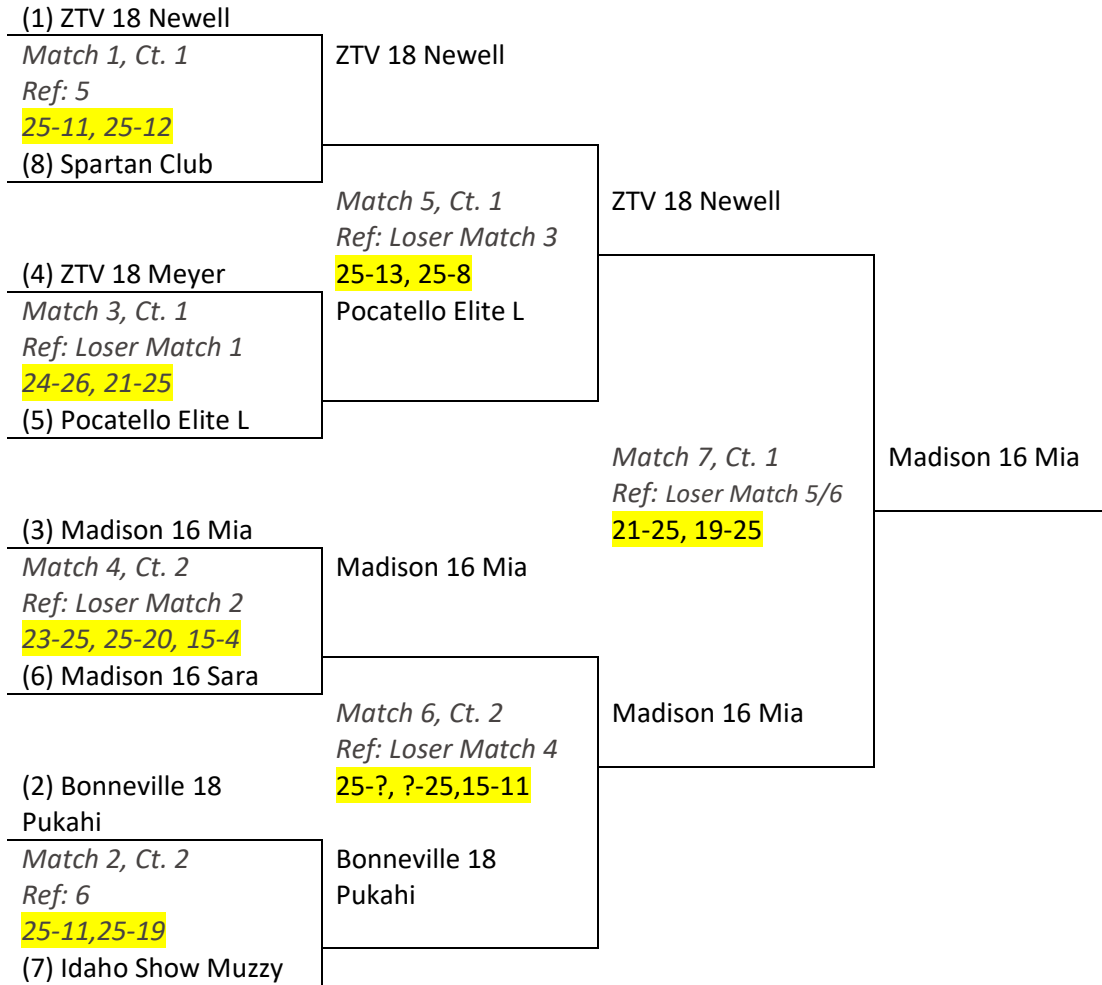 (1) ZTV 18 Newell
Match 1, Ct. 1
Ref: 5
25-11, 25-12
(8) Spartan Club
ZTV 18 Newell
(4) ZTV 18 Meyer
Match 3, Ct. 1
Ref: Loser Match 1
24-26, 21-25
(5) Pocatello Elite L
Match 5, Ct. 1
Ref: Loser Match 3
25-13, 25-8
Pocatello Elite L
ZTV 18 Newell
(3) Madison 16 Mia
Match 4, Ct. 2
Ref: Loser Match 2
23-25, 25-20, 15-4
(6) Madison 16 Sara
Madison 16 Mia
(2) Bonneville 18
Pukahi
Match 2, Ct. 2
Ref: 6
25-11,25-19
(7) Idaho Show Muzzy
Match 6, Ct. 2
Ref: Loser Match 4
25-?, ?-25,15-11
Bonneville 18
Pukahi
Madison 16 Mia
Match 7, Ct. 1
Ref: Loser Match 5/6
21-25, 19-25
Madison 16 Mia